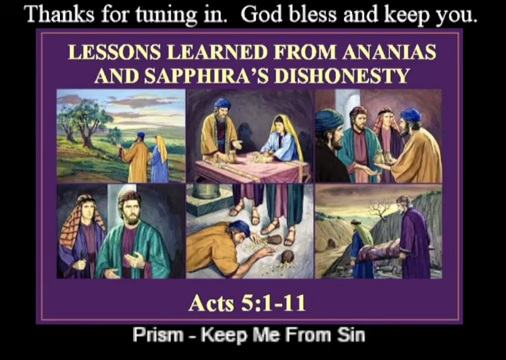 Thanks for tuning in.  God bless and keep you.
LESSONS LEARNED FROM ANANIAS
AND SAPPHIRA'S DISHONESTY
Acts 5:1-11
Prism - Keep Me From Sin